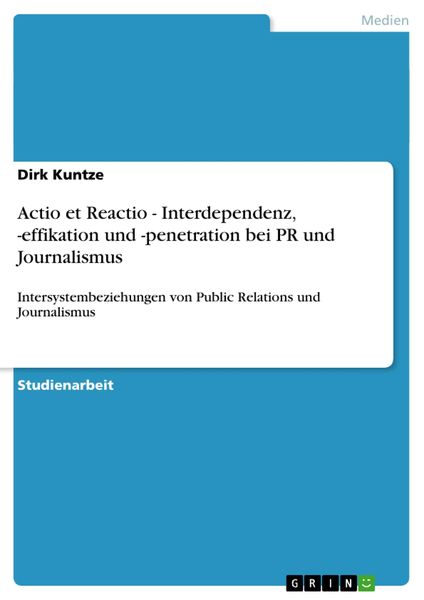 Medien
Dirk Kuntze
Actio et Reactio - Interdependenz,
-effikation und -penetration bei PR und
Journalismus
Intersystembeziehungen von Public Relations und
Journalismus
Studienarbeit
GRIN